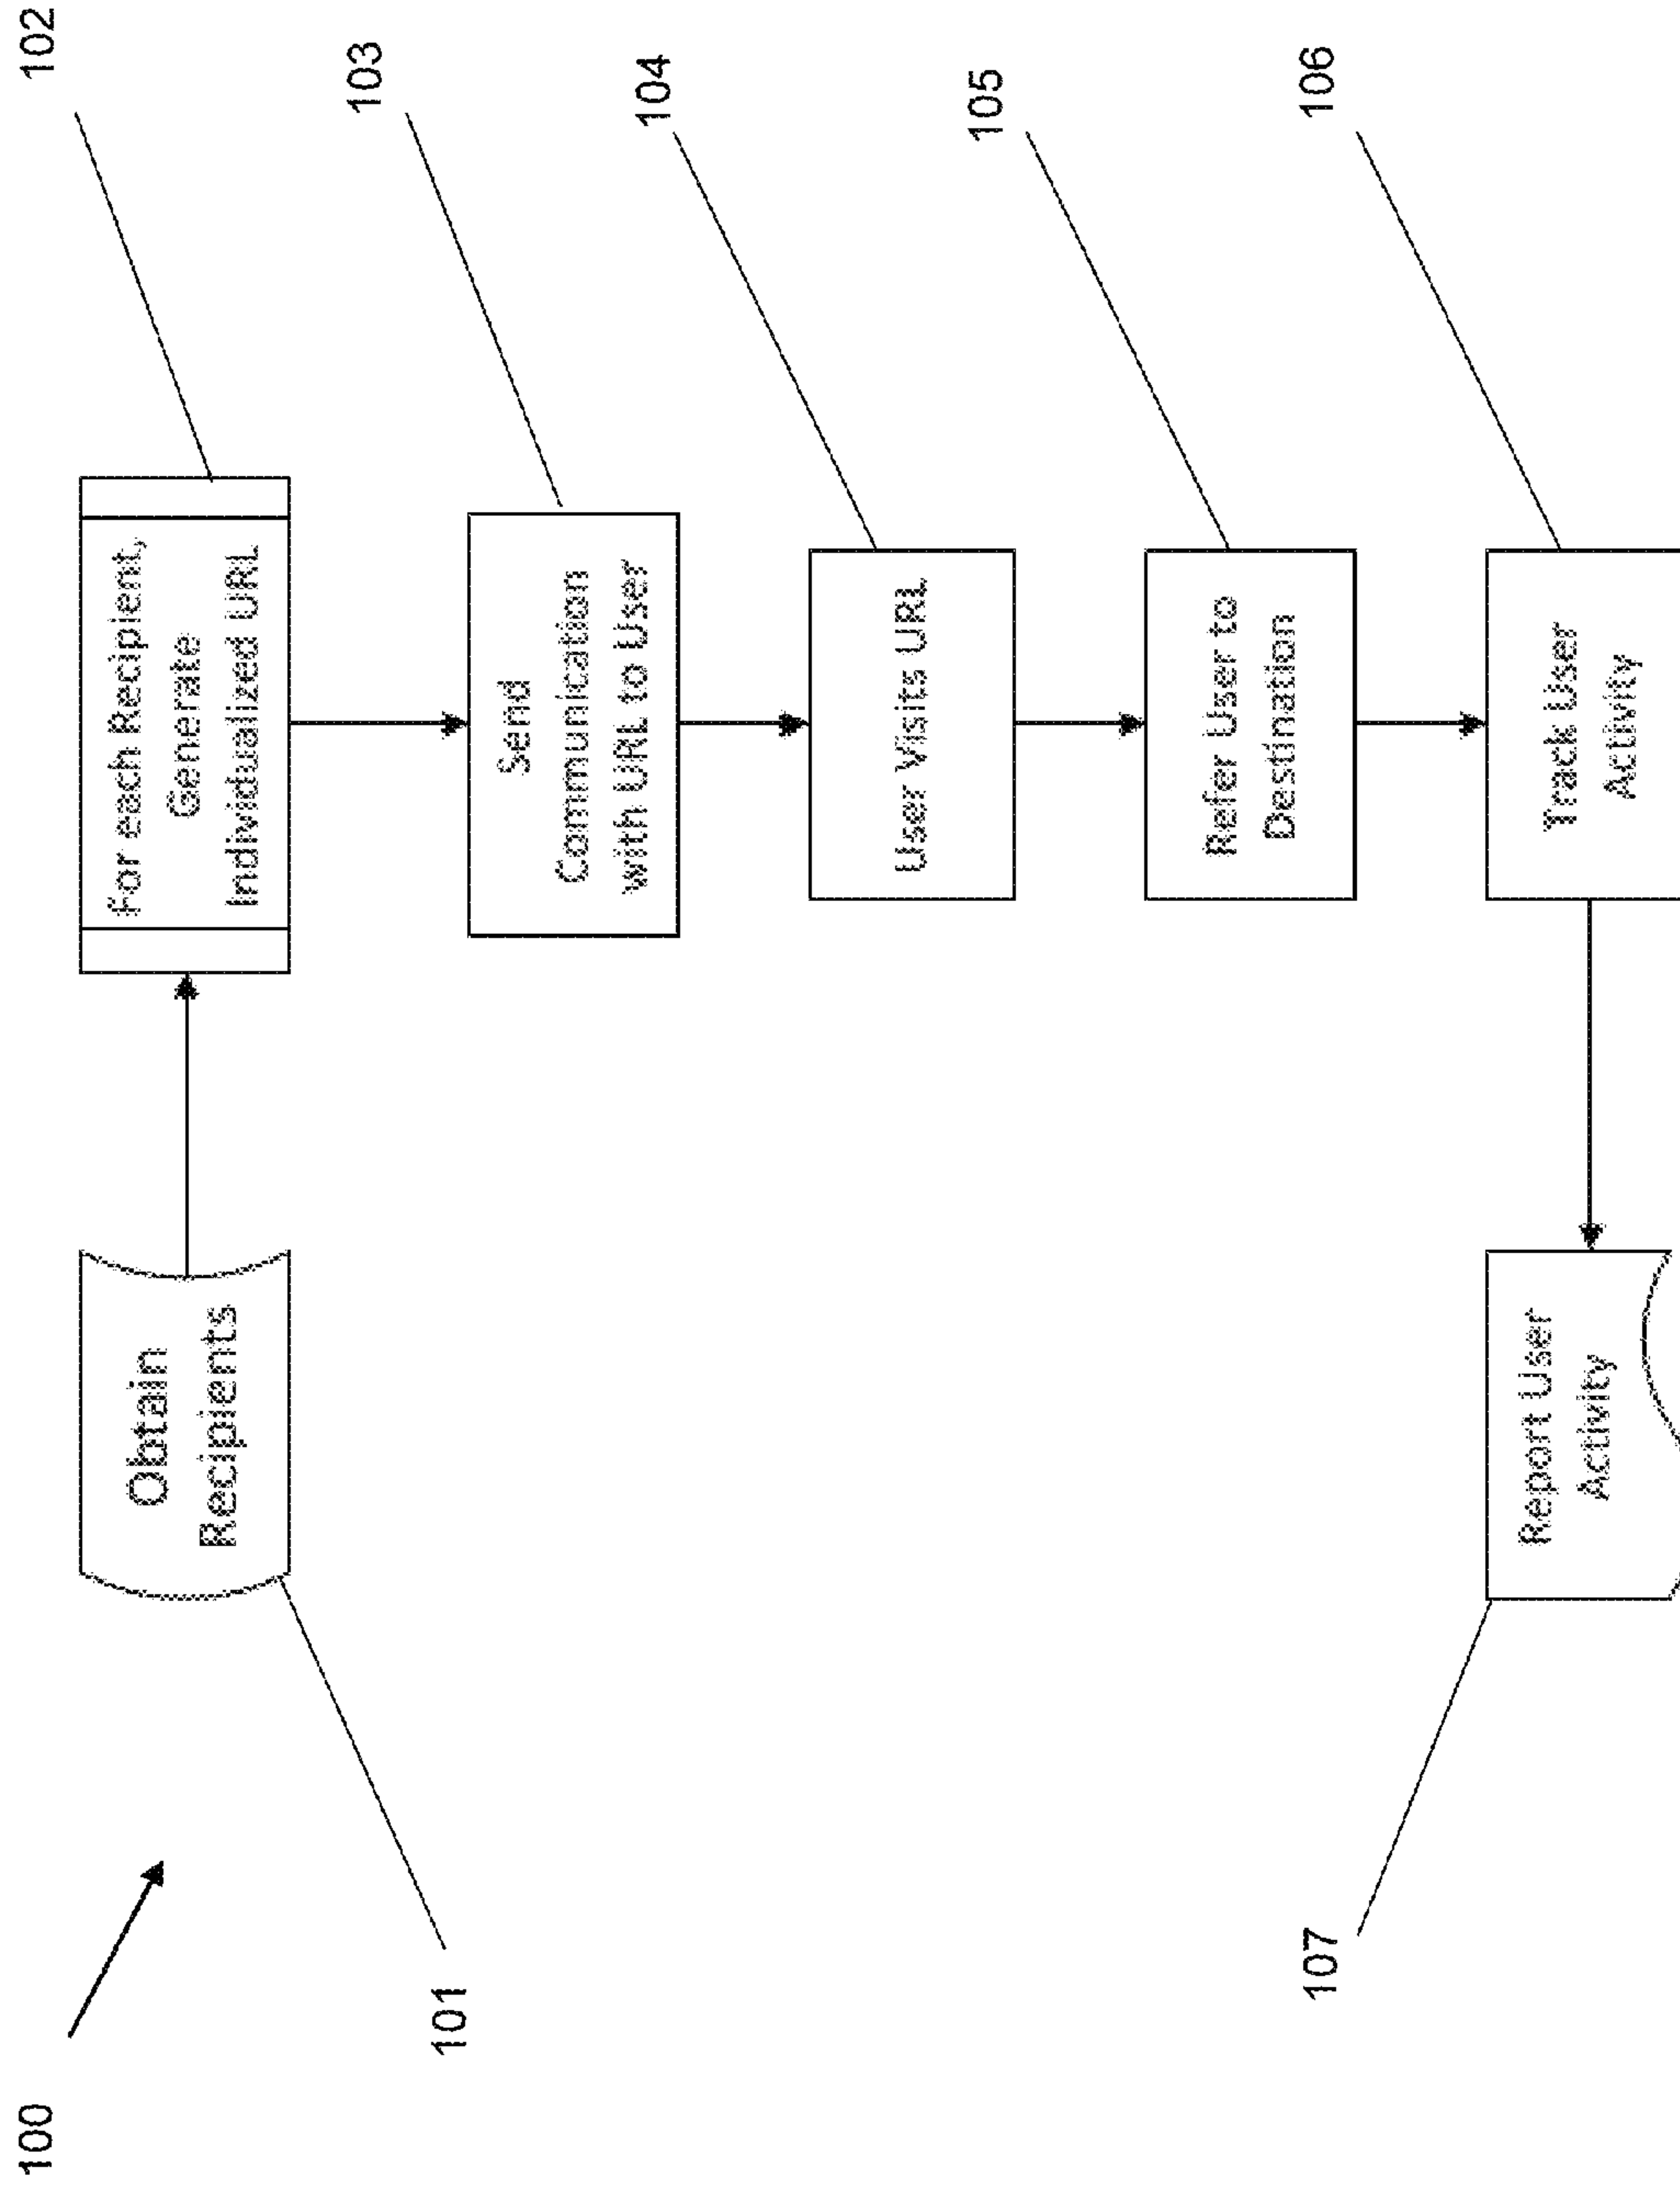 100
101
Obtain
Recipients
For each Recipient,
Generate
Individualized URL
102
Send
Communication
with URL to User
103
User Visits URL
104
Refer User to
Destination
105
Track User
Activity
106
Report User
Activity
107